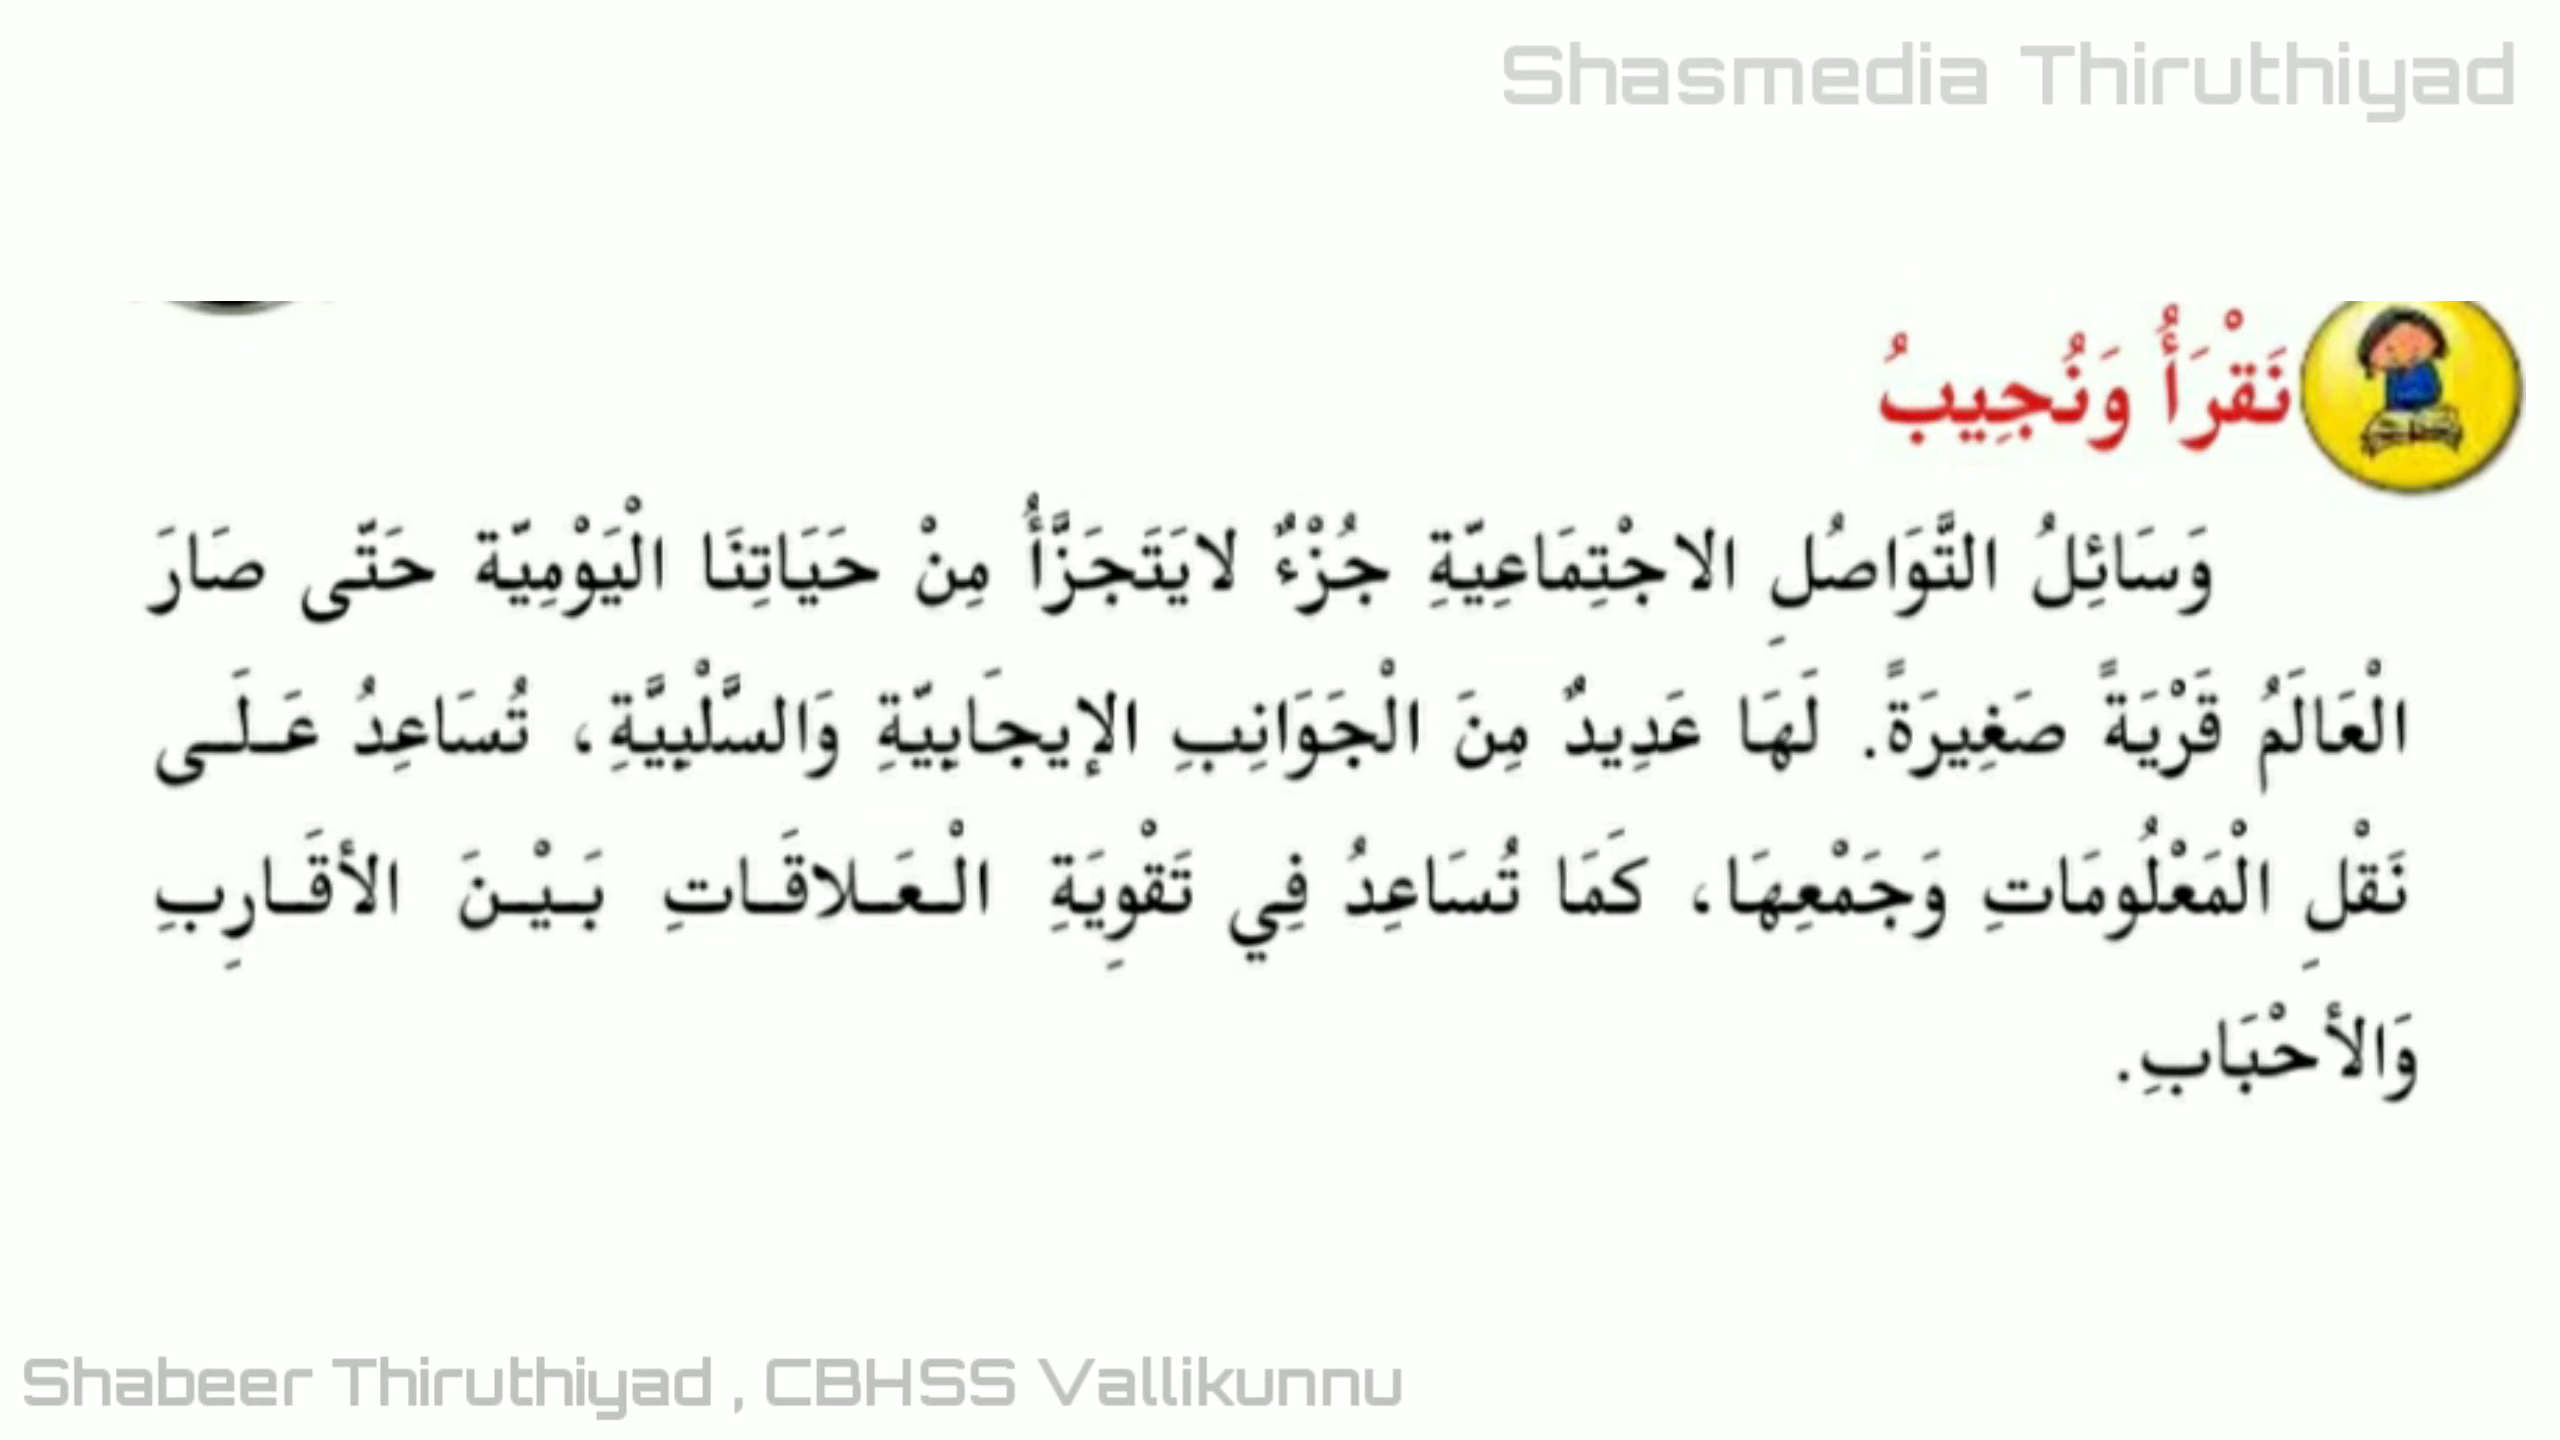 Shasmedia Thiruthiyad
نَقْرَأُ وَنُجِيبُ
وَسَائِلُ التَّوَاصُلِ الاجْتِمَاعِيّةِ جُزْءٌ لايَتَجَزَّأُ مِنْ حَيَاتِنَا الْيَوْمِيّة حَتّى صَارَ
الْعَالَمُ قَرْيَةً صَغِيرَةً. لَهَا عَدِيدٌ مِنَ الْجَوَانِبِ الإيجَابِيّةِ وَالسَّلْبِيَّةِ، تُسَاعِدُ عَلَى
نَقْلِ الْمَعْلُومَاتِ وَجَمْعِهَا، كَمَا تُسَاعِدُ فِي تَقْوِيَةِ الْعَلاقَاتِ بَيْنَ الأقَارِبِ
وَالأحْبَابِ.
Shabeer Thiruthiyad , CBHSS Vallikunnu